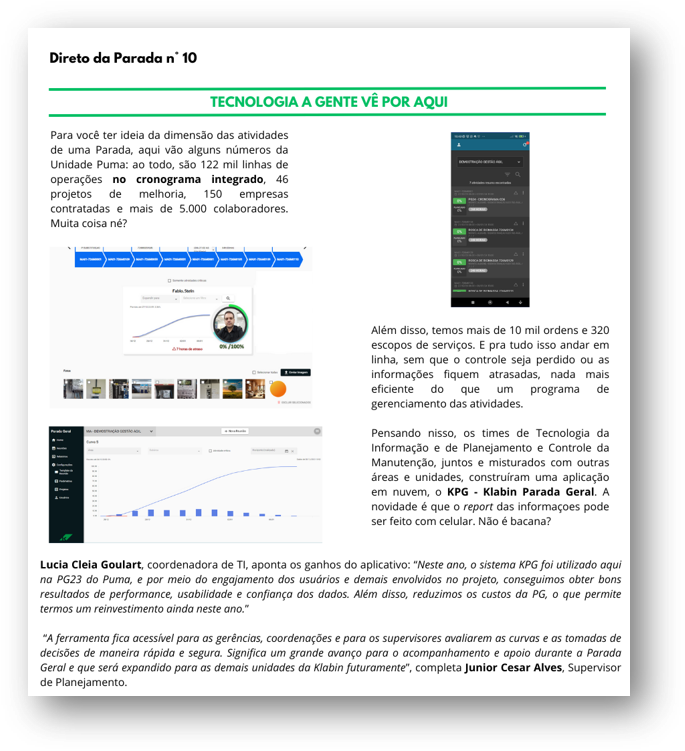 Direto da Parada n° 10
TECNOLOGIA A GENTE VÊ POR AQUI
Para você ter ideia da dimensão das atividades
de uma Parada, aqui vão alguns números da
Unidade Puma: ao todo, são 122 mil linhas de
operações no cronograma integrado, 46
projetos de melhoria, 150 empresas
contratadas e mais de 5.000 colaboradores.
Muita coisa né?
Fabio, Stein
0% /100%
Parada Geral
Curva S
Além disso, temos mais de 10 mil ordens e 320
escopos de serviços. E pra tudo isso andar em
linha, sem que o controle seja perdido ou as
informações fiquem atrasadas, nada mais
eficiente do que um programa de
gerenciamento das atividades.
Pensando nisso, os times de Tecnologia da
Informação e de Planejamento e Controle da
Manutenção, juntos e misturados com outras
áreas e unidades, construíram uma aplicação
em nuvem, o KPG - Klabin Parada Geral. A
novidade é que o report das informaçoes pode
ser feito com celular. Não é bacana?
Lucia Cleia Goulart, coordenadora de TI, aponta os ganhos do aplicativo: “Neste ano, o sistema KPG foi utilizado aqui
na PG23 do Puma, e por meio do engajamento dos usuários e demais envolvidos no projeto, conseguimos obter bons
resultados de performance, usabilidade e confiança dos dados. Além disso, reduzimos os custos da PG, o que permite
termos um reinvestimento ainda neste ano.”
“A ferramenta fica acessível para as gerências, coordenações e para os supervisores avaliarem as curvas e as tomadas de
decisões de maneira rápida e segura. Significa um grande avanço para o acompanhamento e apoio durante a Parada
Geral e que será expandido para as demais unidades da Klabin futuramente”, completa Junior Cesar Alves, Supervisor
de Planejamento.